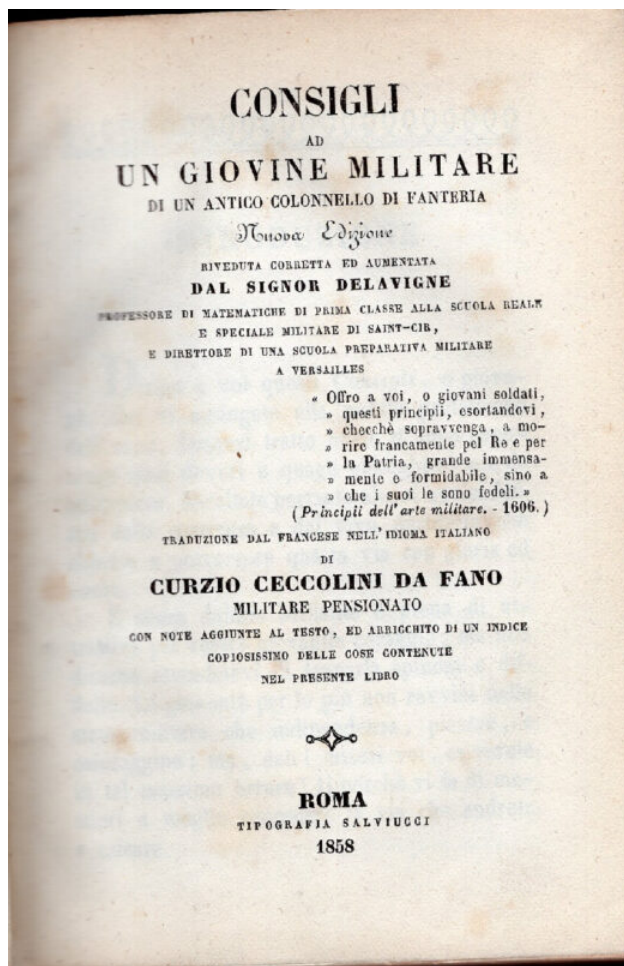 CONSIGLI
AD
UN GIOVINE MILITARE
DI UN ANTICO COLONNELLO DI FANTERIA
Nuova Edizione
RIVEDUTA CORRETTA ED AUMENTATA
DAL SIGNOR DELAVIGNE
PROFESSORE DI MATEMATICHE DI PRIMA CLASSE ALLA SCUOLA REALE
E SPECIALE MILITARE DI SAINT-CIR,
E DIRETTORE DI UNA SCUOLA PREPARATIVA MILITARE
A VERSAILLES
« Offro a voi, o giovani soldati,
» questi principli, esortandovi,
» checchè sopravvenga, a mo-
» rire francamente pel Re e per
» la Patria, grande immensa-
» mente e formidabile, sino a
» che i suoi le sono fedeli. »
(Principii dell'arte militare. - 1606.)
TRADUZIONE DAL FRANCESE NELL'IDIOMA ITALIANO
DI
CURZIO CECCOLINI DA FANO
MILITARE PENSIONATO
CON NOTE AGGIUNTE AL TESTO, ED ARRICCHITO DI UN INDICE
COPIOSISSIMO DELLE COSE CONTENUTE
NEL PRESENTE LIBRO
ROMA
TIPOGRAFIA SALVIUCCI
1858